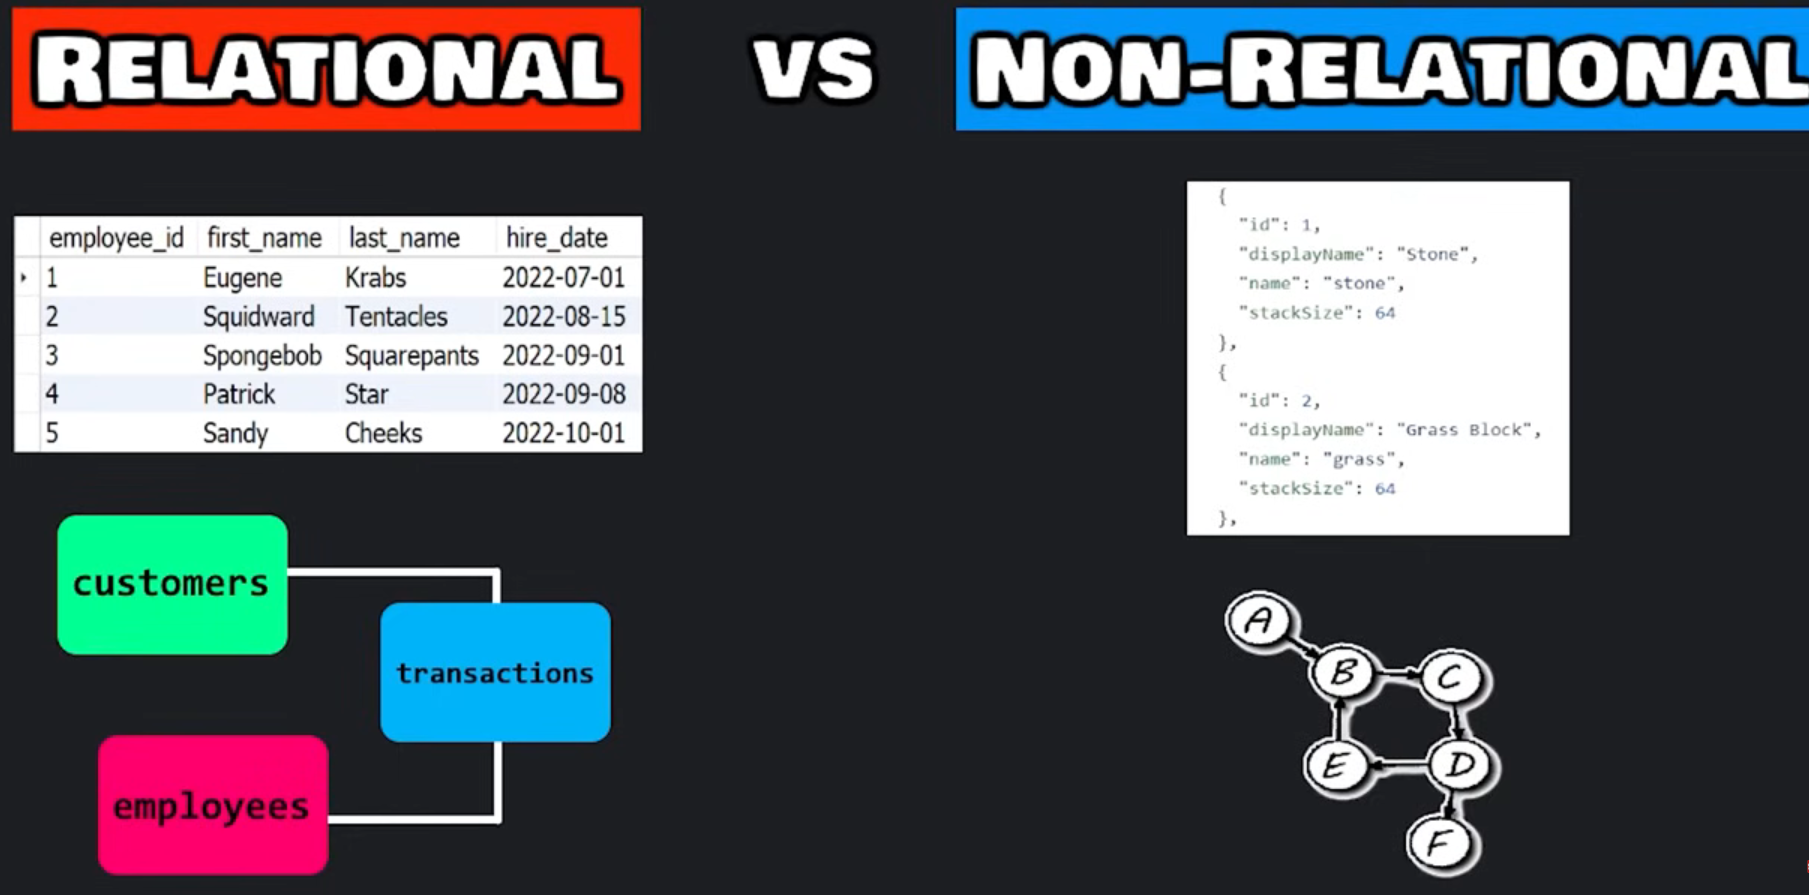 RELATIONAL VS NON-RELATIONAL
employee_id first_name last_name hire_date
1 Eugene Krabs 2022-07-01
2 Squidward Tentacles 2022-08-15
3 Spongebob Squarepants 2022-09-01
4 Patrick Star 2022-09-08
5 Sandy Cheeks 2022-10-01
customers
transactions
employees
{
"id": 1,
"displayName": "Stone",
"name": "stone",
"stackSize": 64
},
{
"id": 2,
"displayName": "Grass Block",
"name": "grass",
"stackSize": 64
},
A
B
C
E
D
F